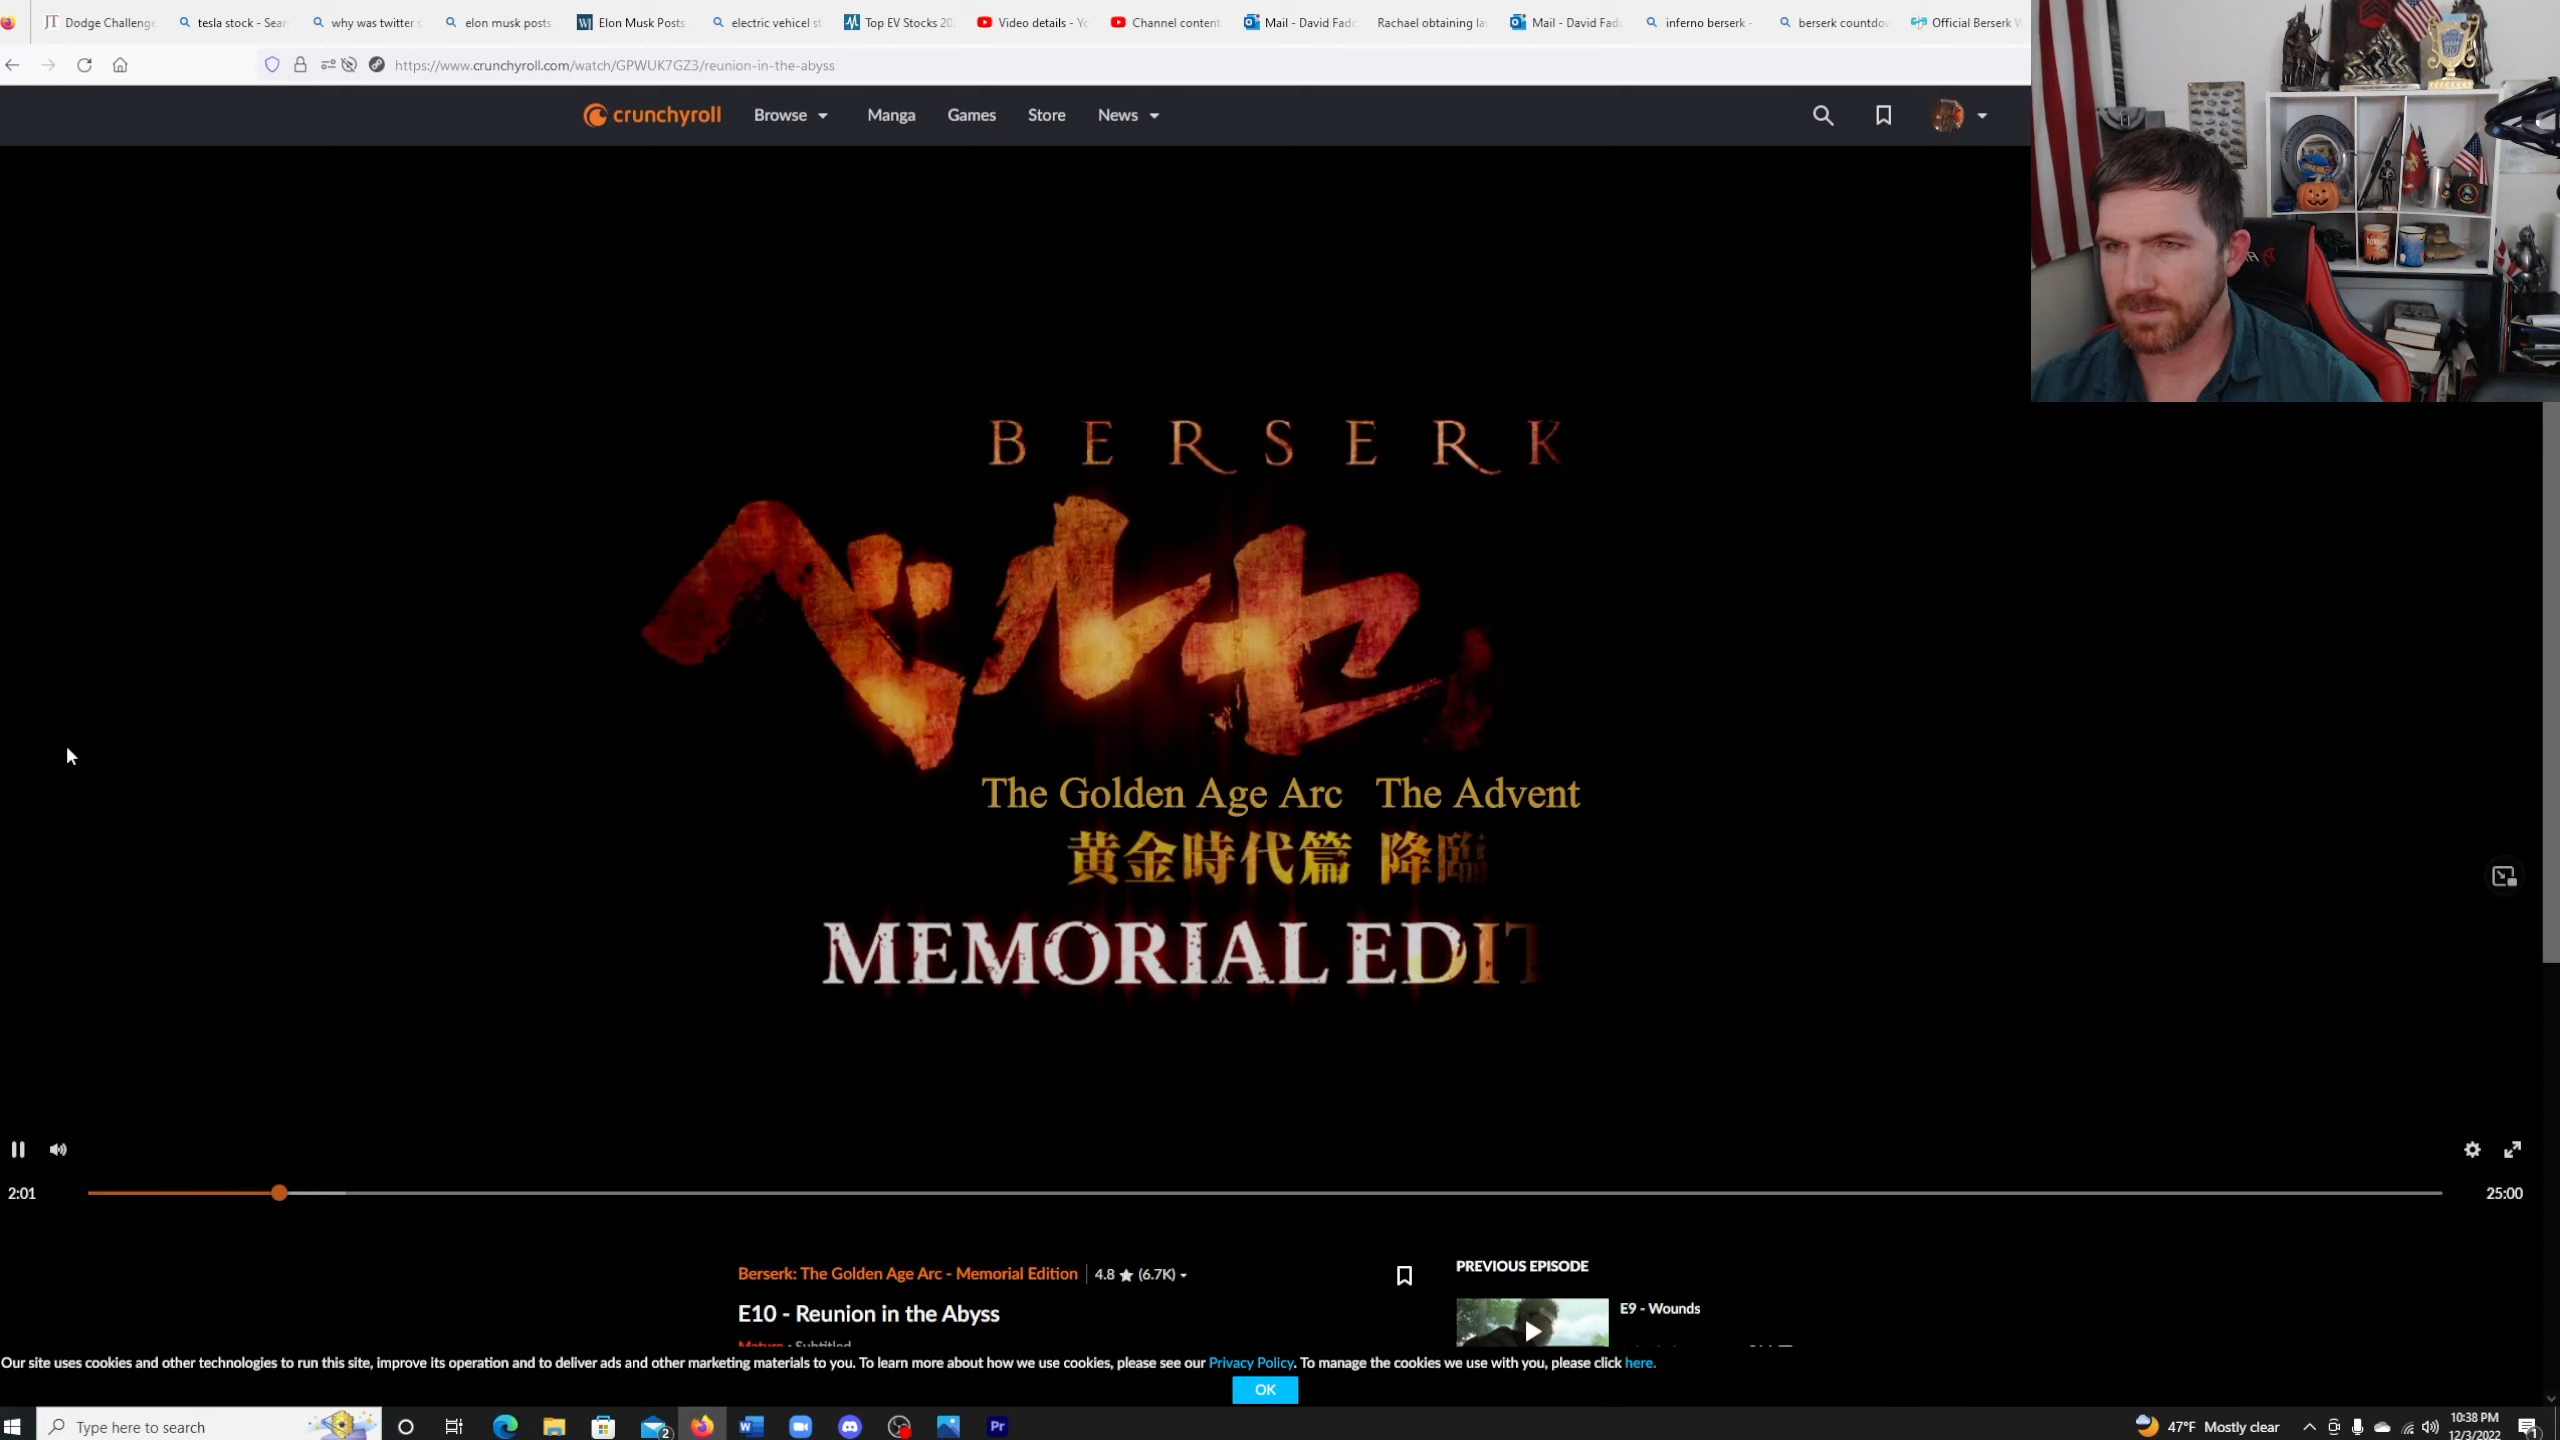 Dodge Challenge
tesla stock - Sear
why was twitter s
elon musk posts
Elon Musk Posts
electric vehicel st
Top EV Stocks 20
Video details - Yo
Channel content
Mail - David Fad
Rachael obtaining la
Mail - David Fad
inferno berserk -
berserk countdo
Official Berserk
https://www.crunchyroll.com/watch/GPWUK7GZ3/reunion-in-the-abyss
crunchyroll
Browse
Manga
Games
Store
News
BERSERK
ベルセ
The Golden Age Arc The Advent
黄金時代篇 降臨
MEMORIAL EDIT
2:01
25:00
Berserk: The Golden Age Arc - Memorial Edition
4.8 ★ (6.7K)
E10 - Reunion in the Abyss
Mature • Subtitled
PREVIOUS EPISODE
E9 - Wounds
Our site uses cookies and other technologies to run this site, improve its operation and to deliver ads and other marketing materials to you. To learn more about how we use cookies, please see our Privacy Policy. To manage the cookies we use with you, please click here.
OK
Type here to search
2
W
Pr
47°F Mostly clear
10:38 PM
12/3/2022
1